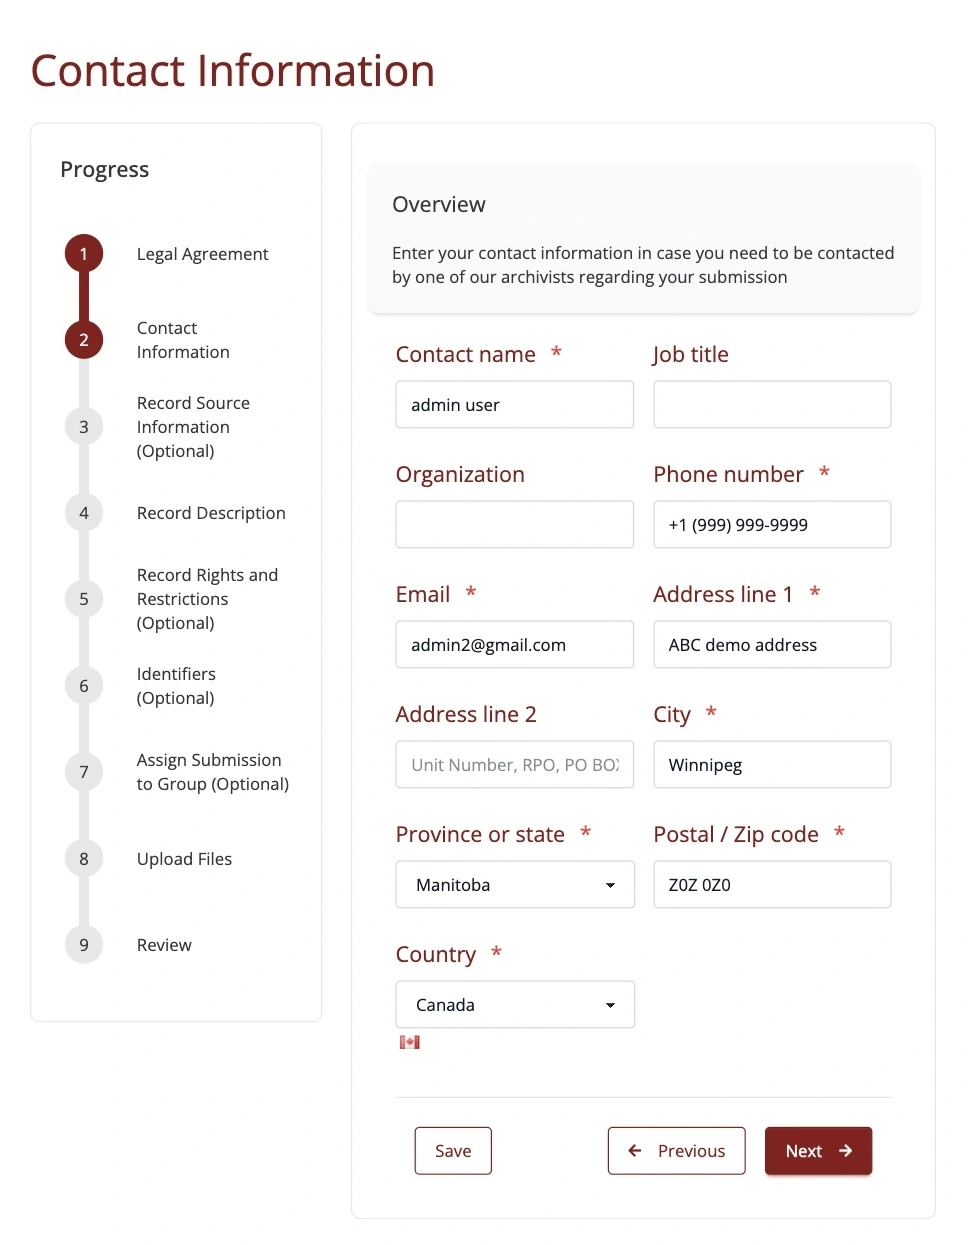 Contact Information
Progress
1
Legal Agreement
2
Contact
Information
3
Record Source
Information
(Optional)
4
Record Description
5
Record Rights and
Restrictions
(Optional)
6
Identifiers
(Optional)
7
Assign Submission
to Group (Optional)
8
Upload Files
9
Review
Overview
Enter your contact information in case you need to be contacted
by one of our archivists regarding your submission
Contact name *
admin user
Job title
Organization
Phone number *
+1 (999) 999-9999
Email *
admin2@gmail.com
Address line 1 *
ABC demo address
Address line 2
Unit Number, RPO, PO BO
City *
Winnipeg
Province or state *
Manitoba
Postal / Zip code *
Z0Z 0Z0
Country *
Canada
Save
Previous
Next